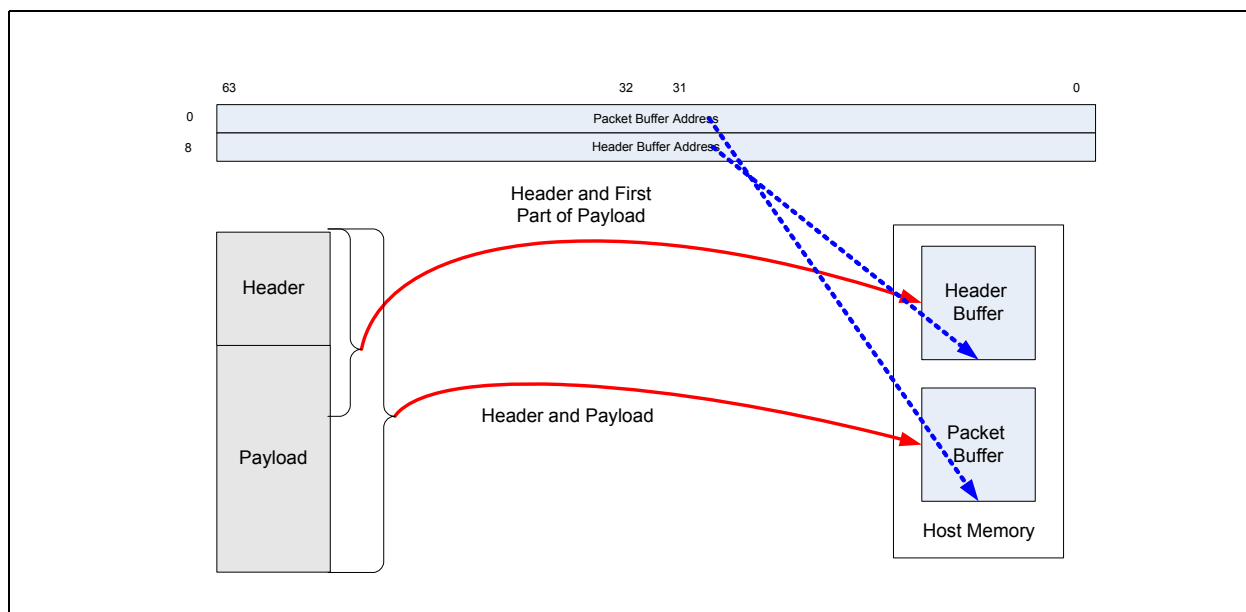 63 32 31 0
0 Packet Buffer Address
8 Header Buffer Address
Header and First
Part of Payload
Header
Header
Buffer
Header and Payload
Payload
Packet
Buffer
Host Memory